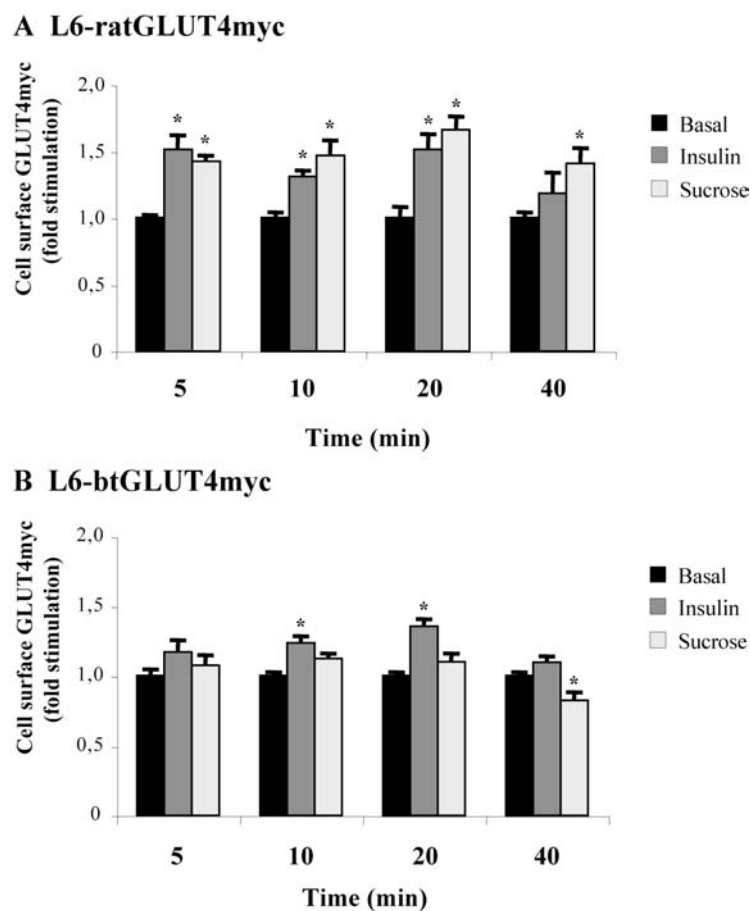 A L6-ratGLUT4myc
Cell surface GLUT4myc
(fold stimulation)
2,0
1,5
1,0
0,5
0
* * * * * * *
Basal
Insulin
Sucrose
5 10 20 40
Time (min)
B L6-btGLUT4myc
Cell surface GLUT4myc
(fold stimulation)
2,0
1,5
1,0
0,5
0
* * *
Basal
Insulin
Sucrose
5 10 20 40
Time (min)